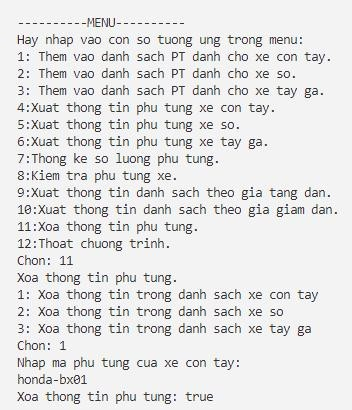 ----------MENU----------
Hay nhap vao con so tuong ung trong menu:
1: Them vao danh sach PT danh cho xe con tay.
2: Them vao danh sach PT danh cho xe so.
3: Them vao danh sach PT danh cho xe tay ga.
4:Xuat thong tin phu tung xe con tay.
5:Xuat thong tin phu tung xe so.
6:Xuat thong tin phu tung xe tay ga.
7:Thong ke so luong phu tung.
8:Kiem tra phu tung xe.
9:Xuat thong tin danh sach theo gia tang dan.
10:Xuat thong tin danh sach theo gia giam dan.
11:Xoa thong tin phu tung.
12:Thoat chuong trinh.
Chon: 11
Xoa thong tin phu tung.
1: Xoa thong tin trong danh sach xe con tay
2: Xoa thong tin trong danh sach xe so
3: Xoa thong tin trong danh sach xe tay ga
Chon: 1
Nhap ma phu tung cua xe con tay:
honda-bx01
Xoa thong tin phu tung: true